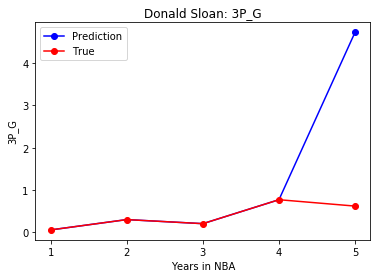 Donald Sloan: 3P_G
Prediction
True
3P_G
4
3
2
1
0
1 2 3 4 5
Years in NBA